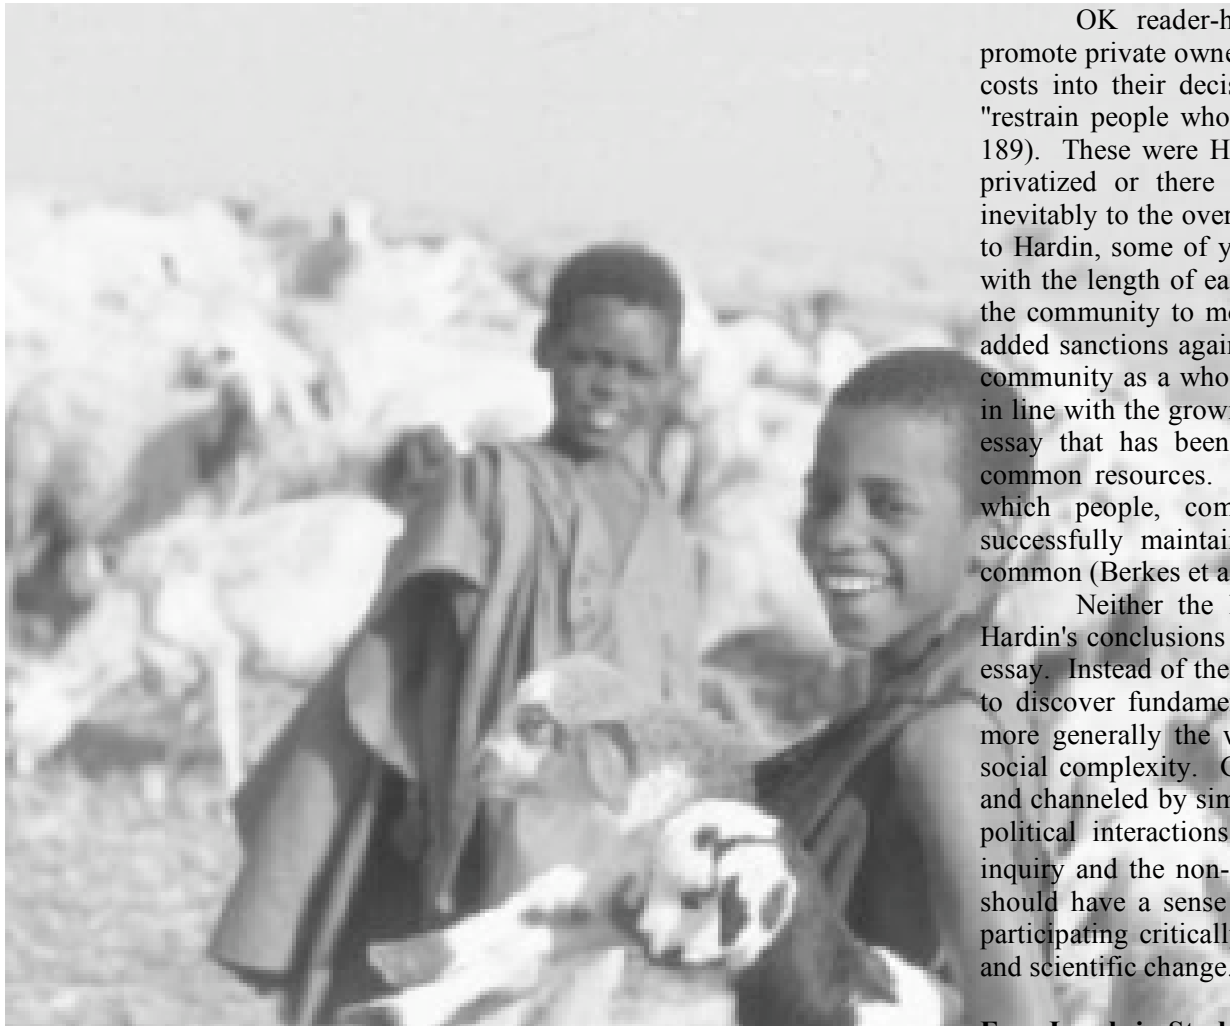 OK reader-h
promote private owne
costs into their decis
"restrain people who
189). These were H
privatized or there
inevitably to the over
to Hardin, some of y
with the length of ea
the community to mo
added sanctions again
community as a who
in line with the growi
essay that has been
common resources.
which people, com
successfully maintai
common (Berkes et a
Neither the
Hardin's conclusions
essay. Instead of the
to discover fundame
more generally the v
social complexity.
and channeled by sim
political interactions
inquiry and the non-
should have a sense
participating critically
and scientific change.